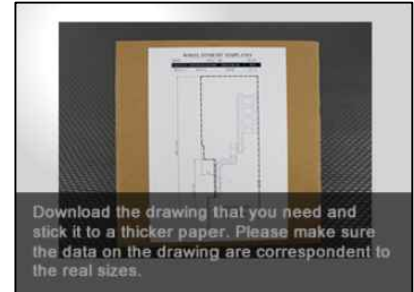 Download the drawing that you need and
stick it to a thicker paper. Please make sure
the data on the drawing are correspondent to
the real sizes.